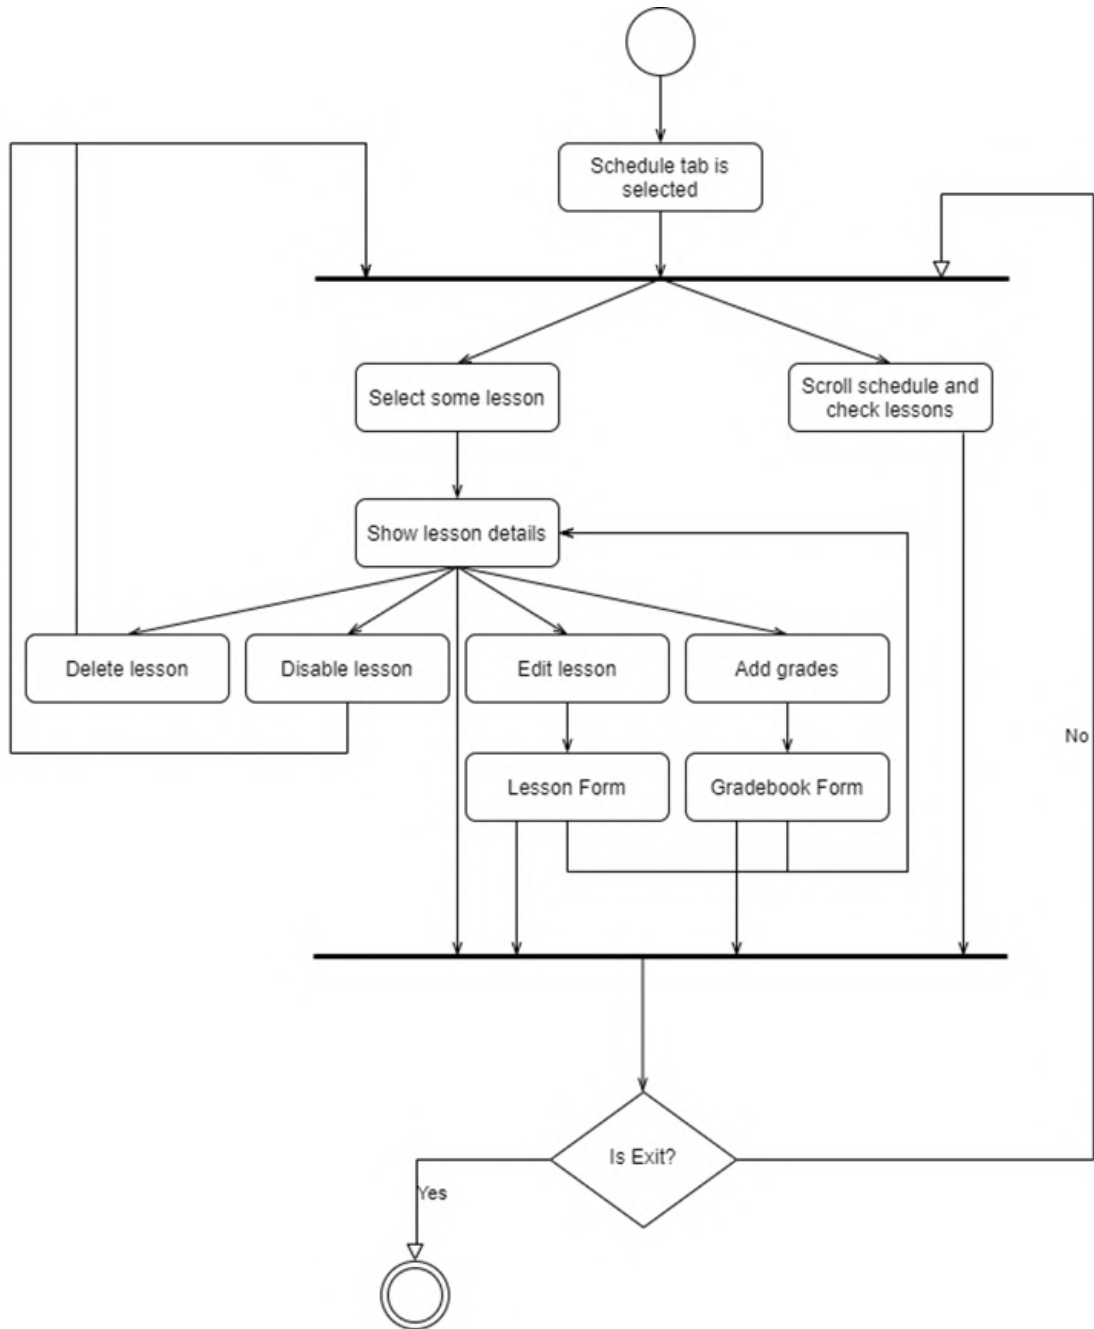 Schedule tab is
selected
Select some lesson
Scroll schedule and
check lessons
Show lesson details
Delete lesson
Disable lesson
Edit lesson
Add grades
No
Lesson Form
Gradebook Form
Is Exit?
Yes